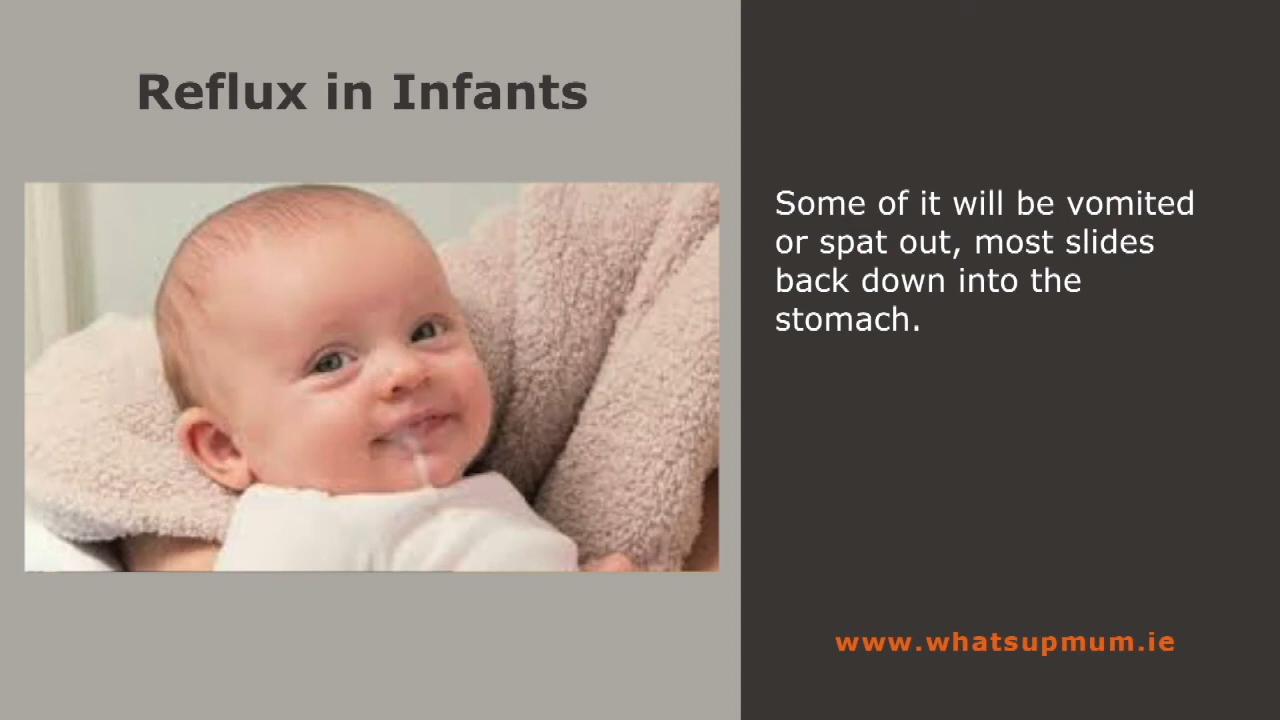 Reflux in Infants
Some of it will be vomited
or spat out, most slides
back down into the
stomach.
www.whatsupmum.ie